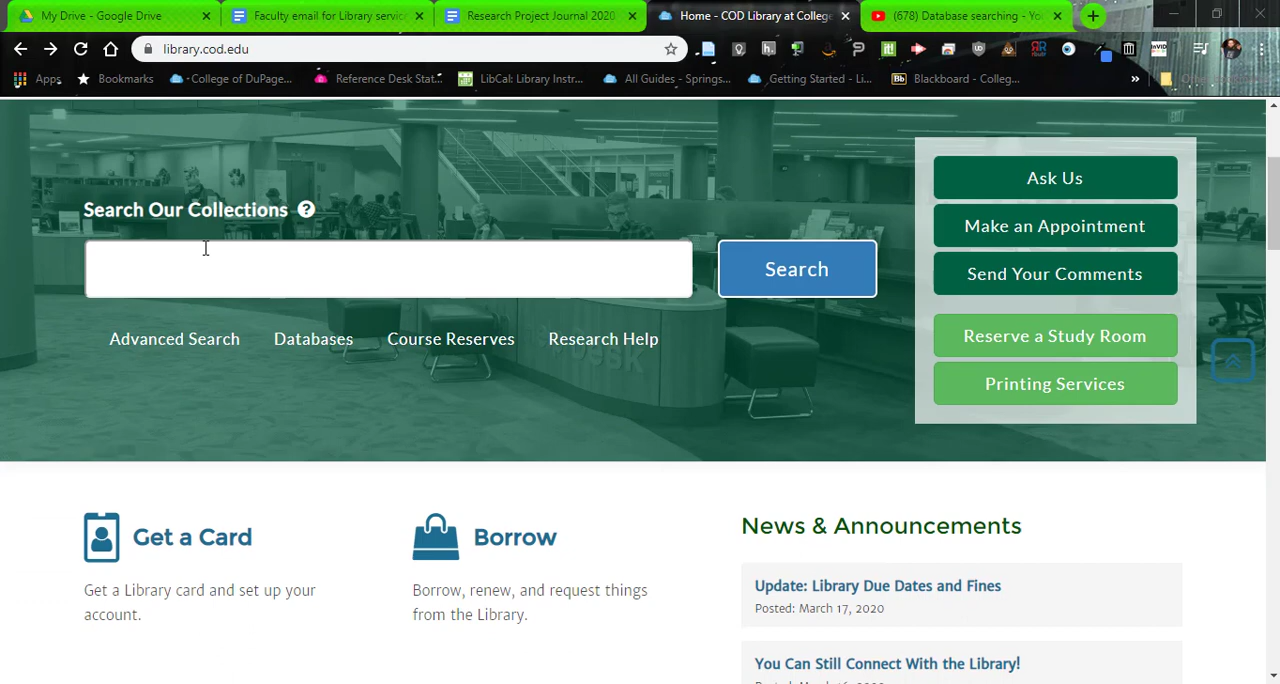 My Drive - Google Drive
Faculty email for Library servic
Research Project Journal 2020
Home - COD Library at College
(678) Database searching - Yo
library.cod.edu
Apps
Bookmarks
College of DuPage...
Reference Desk Stat...
LibCal: Library Instr...
All Guides - Springs...
Getting Started - Li...
Bb
Blackboard - Colleg...
»
Search Our Collections ?
Search
Advanced Search
Databases
Course Reserves
Research Help
Ask Us
Make an Appointment
Send Your Comments
Reserve a Study Room
Printing Services
Get a Card
Get a Library card and set up your
account.
Borrow
Borrow, renew, and request things
from the Library.
News & Announcements
Update: Library Due Dates and Fines
Posted: March 17, 2020
You Can Still Connect With the Library!